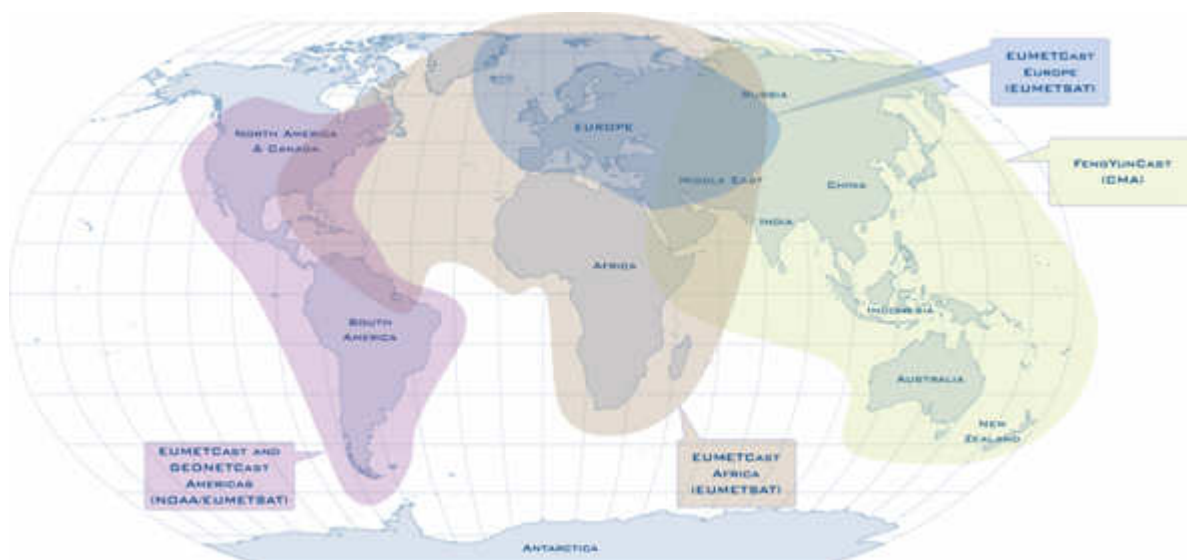 EUMETCAST
EUROPE
(EUMETSAT)
RUSSIA
NORTH AMERICA
& CANADA
EUROPE
FENGYUNCAST
(CMA)
MIDDLE EAST
CHINA
INDIA
AFRICA
INDONESIA
SOUTH
AMERICA
AUSTRALIA
NEW
ZEALAND
EUMETCAST AND
GEONETCAST
AMERICAS
(NOAA/EUMETSAT)
EUMETCAST
AFRICA
(EUMETSAT)
ANTARCTICA